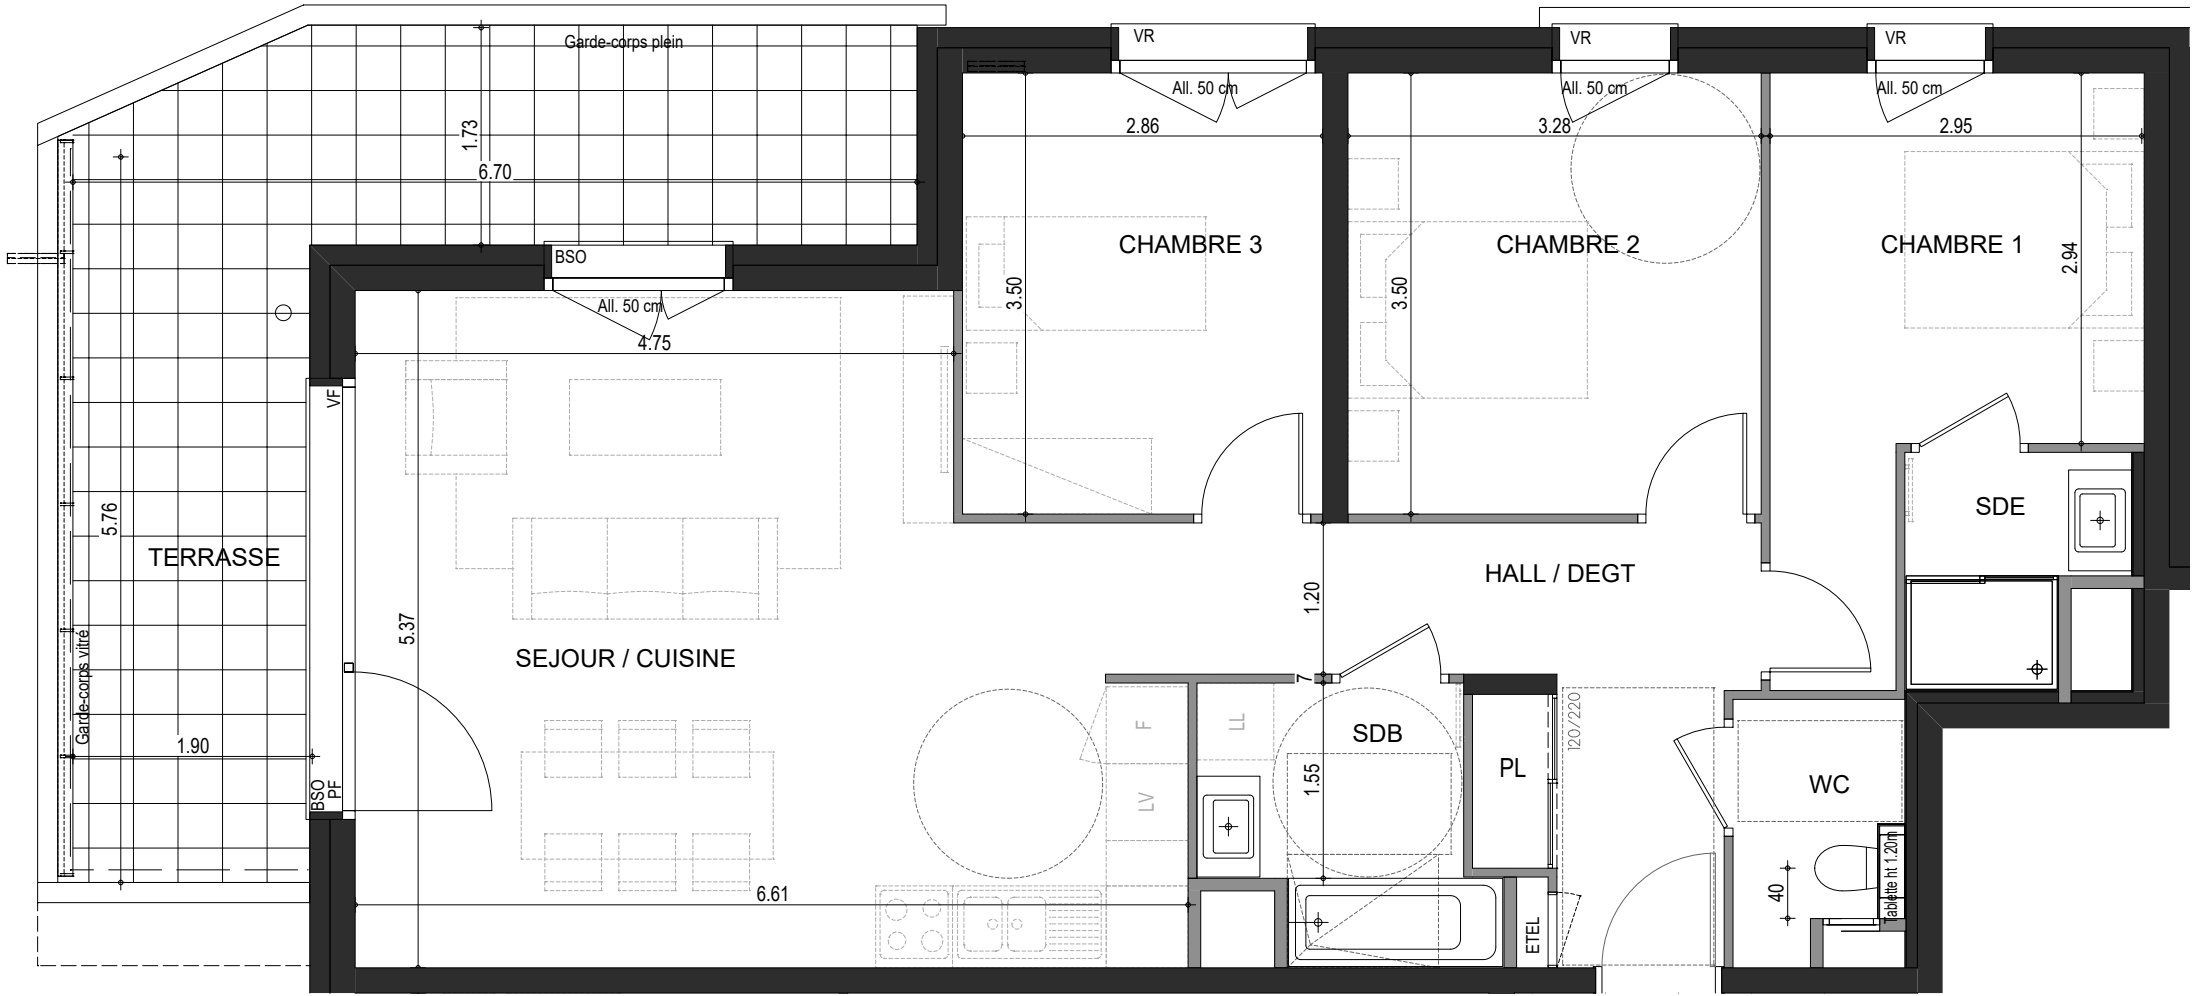 Garde-corps plein
VR
VR
VR
All. 50 cm
All. 50 cm
All. 50 cm
1.73
2.86
3.28
2.95
6.70
CHAMBRE 3
CHAMBRE 2
CHAMBRE 1
BSO
2.94
3.50
3.50
All. 50 cm
4.75
VF
SDE
5.76
TERRASSE
HALL / DEGT
1.20
5.37
SEJOUR / CUISINE
Garde-corps vitré
7
120/220
F
LL
SDB
1.90
PL
1.55
WC
BSO
PF
LV
Tablette ht 1.20m
6.61
40
ETEL